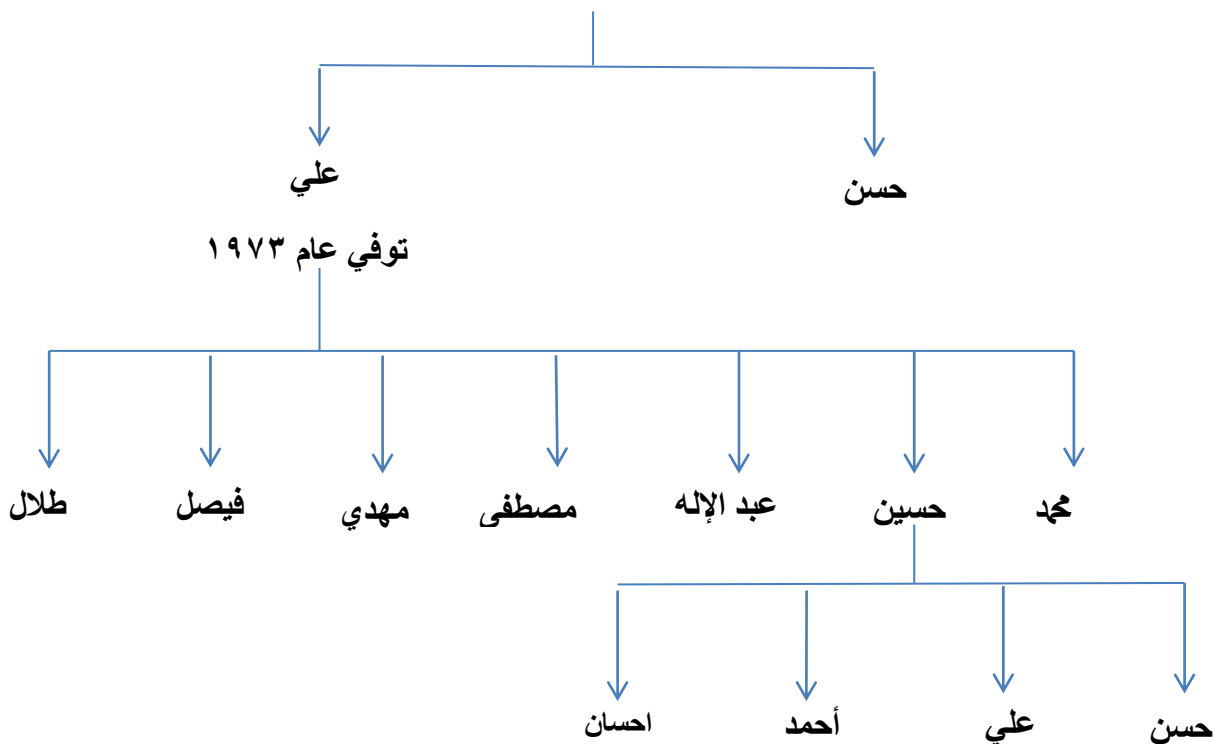 حسن
علي
توفي عام ١٩٧٣
محمد
حسين
عبد الإله
مصطفى
مهدي
فيصل
طلال
حسن
علي
أحمد
احسان